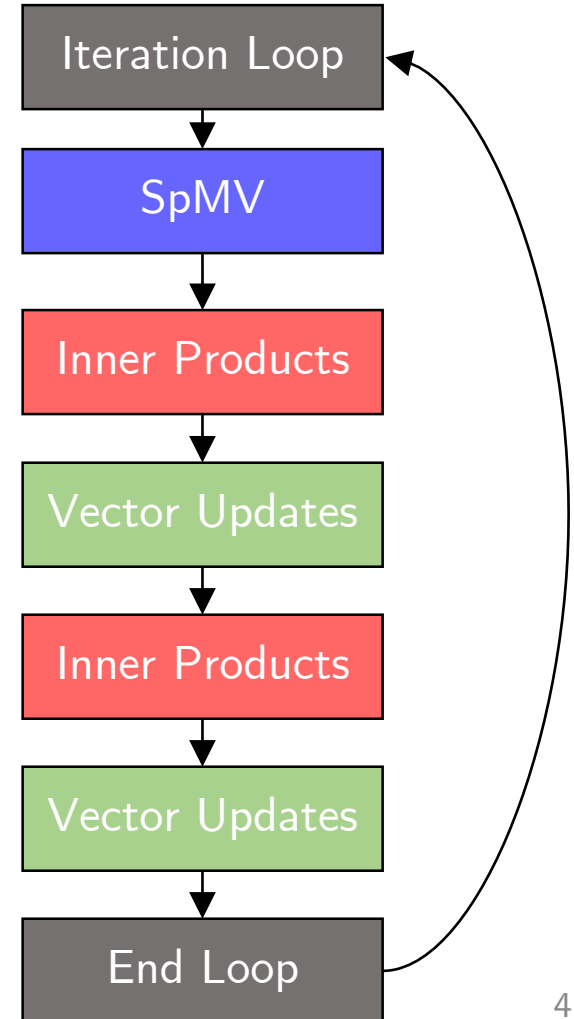 Iteration Loop
SpMV
Inner Products
Vector Updates
Inner Products
Vector Updates
End Loop
4